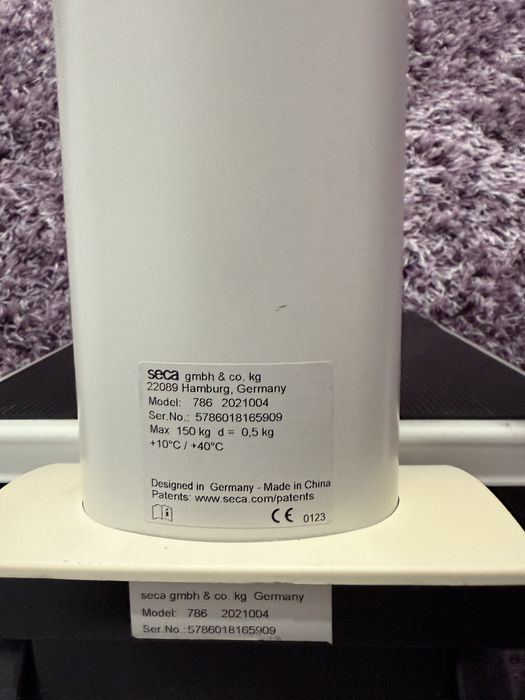 seca gmbh & co. kg
22089 Hamburg, Germany
Model: 786 2021004
Ser.No.: 5786018165909
Max 150 kg d = 0,5 kg
+10°C / +40°C
Designed in Germany - Made in China
Patents: www.seca.com/patents
i CE 0123
seca gmbh & co. kg Germany
Model: 786 2021004
Ser.No.: 5786018165909